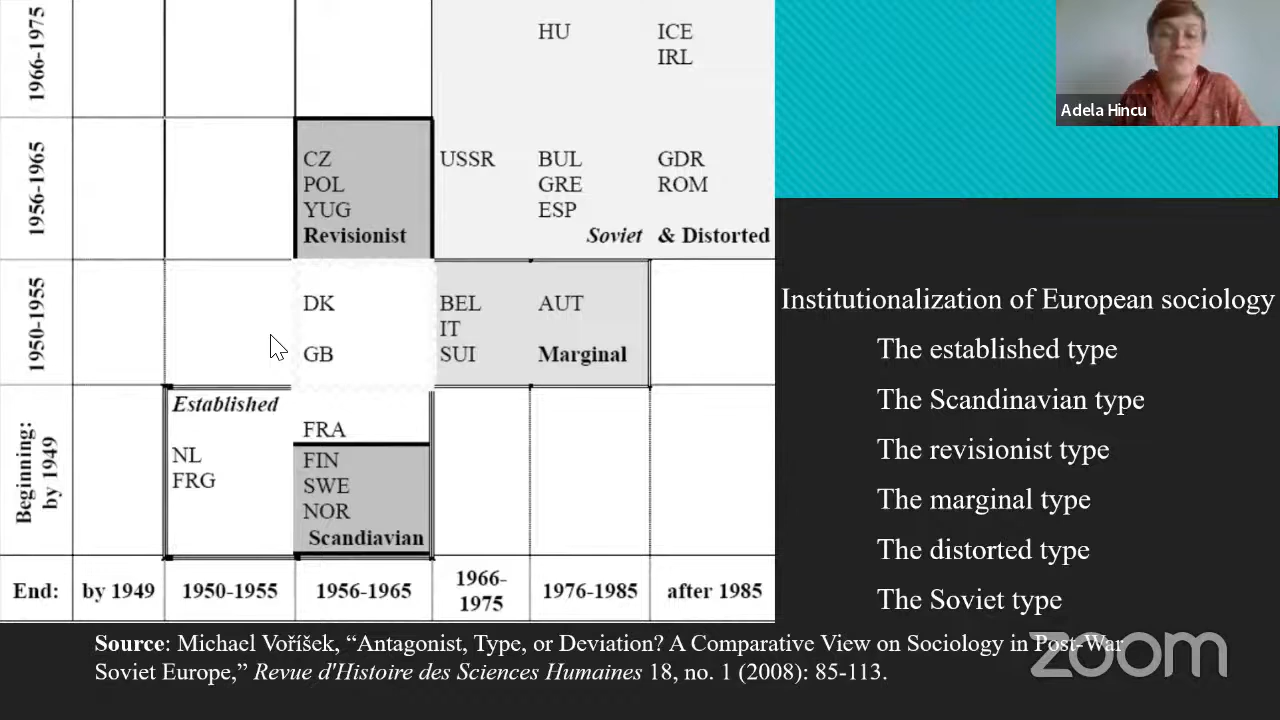 1966-1975
HU
ICE
IRL
Adela Hincu
1956-1965
CZ
POL
YUG
Revisionist
USSR
BUL
GRE
ESP
GDR
ROM
Soviet & Distorted
1950-1955
DK
GB
BEL
IT
SUI
AUT
Marginal
Beginning:
by 1949
Established
NL
FRG
FRA
FIN
SWE
NOR
Scandiavian
End:
by 1949
1950-1955
1956-1965
1966-
1975
1976-1985
after 1985
Institutionalization of European sociology
The established type
The Scandinavian type
The revisionist type
The marginal type
The distorted type
The Soviet type
Source: Michael Voříšek, “Antagonist, Type, or Deviation? A Comparative View on Sociology in Post-War
Soviet Europe,” Revue d'Histoire des Sciences Humaines 18, no. 1 (2008): 85-113.
zoom